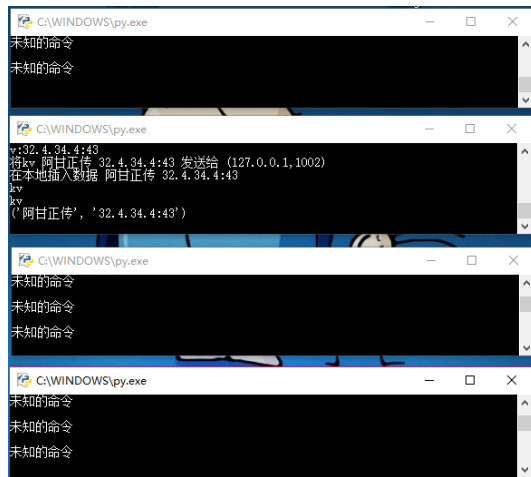 C:\WINDOWS\py.exe
未知的命令
未知的命令
C:\WINDOWS\py.exe
v:32.4.34.4:43
将kv 阿甘正传 32.4.34.4:43 发送给 (127.0.0.1,1002)
在本地插入数据 阿甘正传 32.4.34.4:43
kv
kv
('阿甘正传', '32.4.34.4:43')
C:\WINDOWS\py.exe
未知的命令
未知的命令
未知的命令
C:\WINDOWS\py.exe
未知的命令
未知的命令
未知的命令